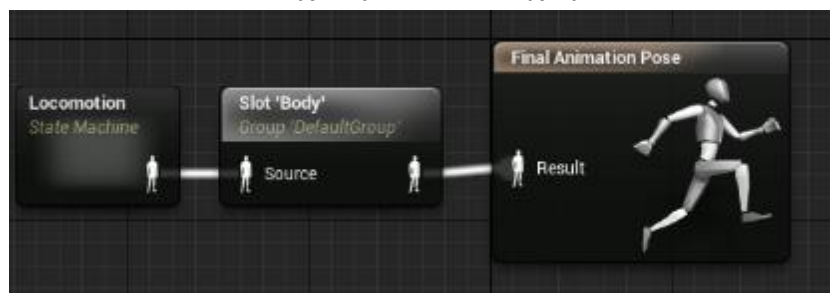 Final Animation Pose
Locomotion
State Machine
Slot 'Body'
Group 'DefaultGroup'
Source
Result